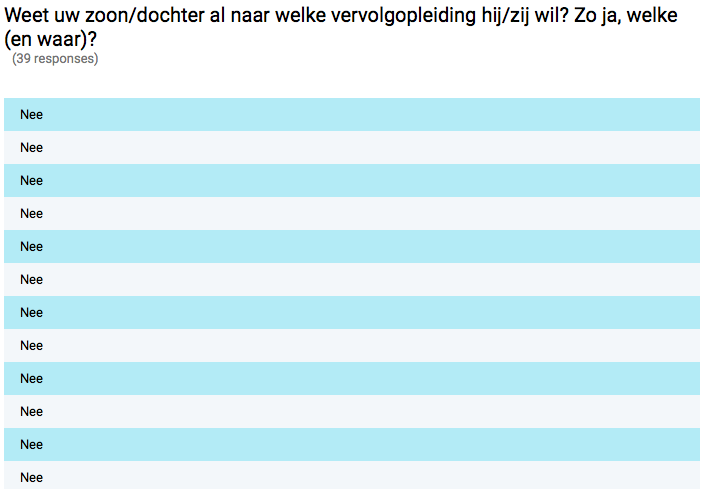 Weet uw zoon/dochter al naar welke vervolgopleiding hij/zij wil? Zo ja, welke
(en waar)?
(39 responses)
Nee
Nee
Nee
Nee
Nee
Nee
Nee
Nee
Nee
Nee
Nee
Nee